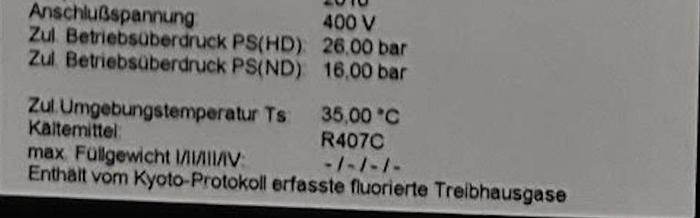 Anschlußspannung: 400 V
Zul. Betriebsüberdruck PS(HD): 26,00 bar
Zul. Betriebsüberdruck PS(ND): 16,00 bar
Zul.Umgebungstemperatur Ts: 35,00 °C
Kältemittel: R407C
max. Füllgewicht I/II/III/IV: -/-/-/-
Enthält vom Kyoto-Protokoll erfasste fluorierte Treibhausgase